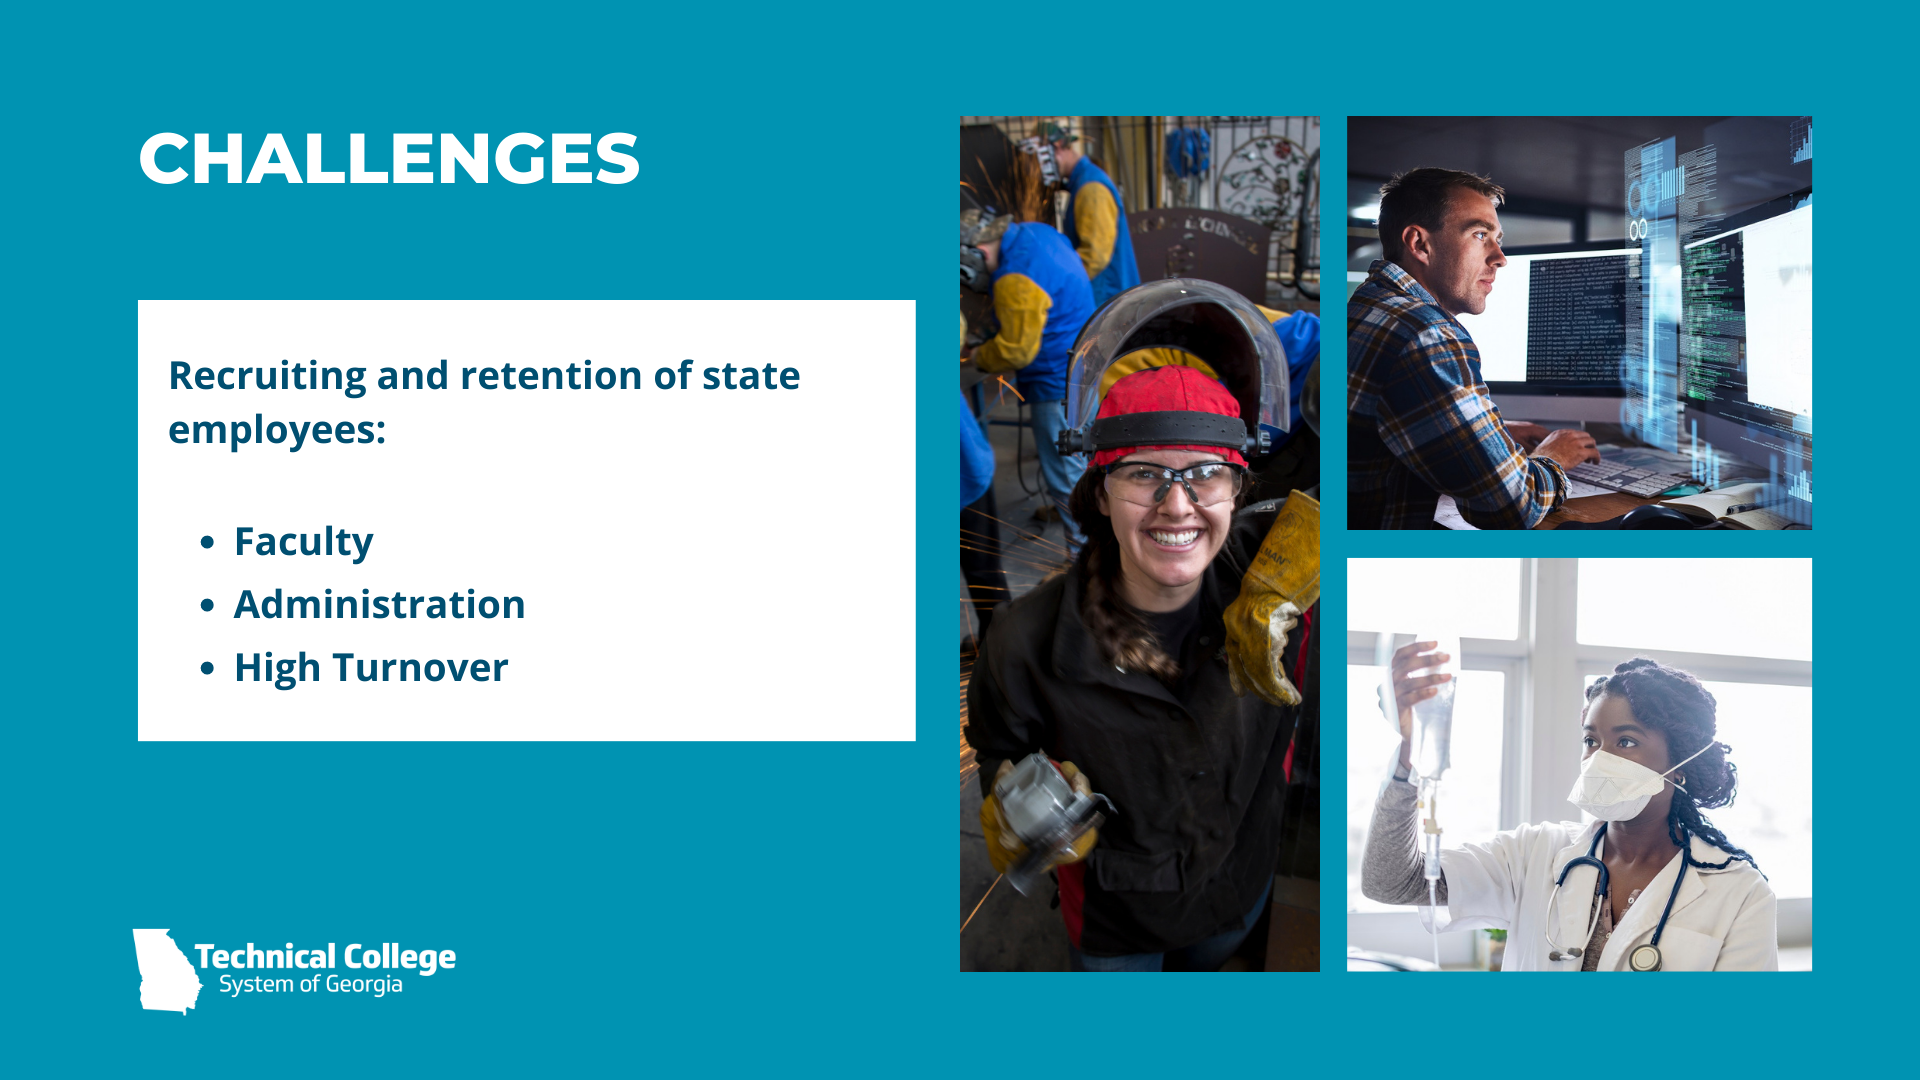 CHALLENGES
Recruiting and retention of state
employees:
• Faculty
• Administration
• High Turnover
Technical College
System of Georgia